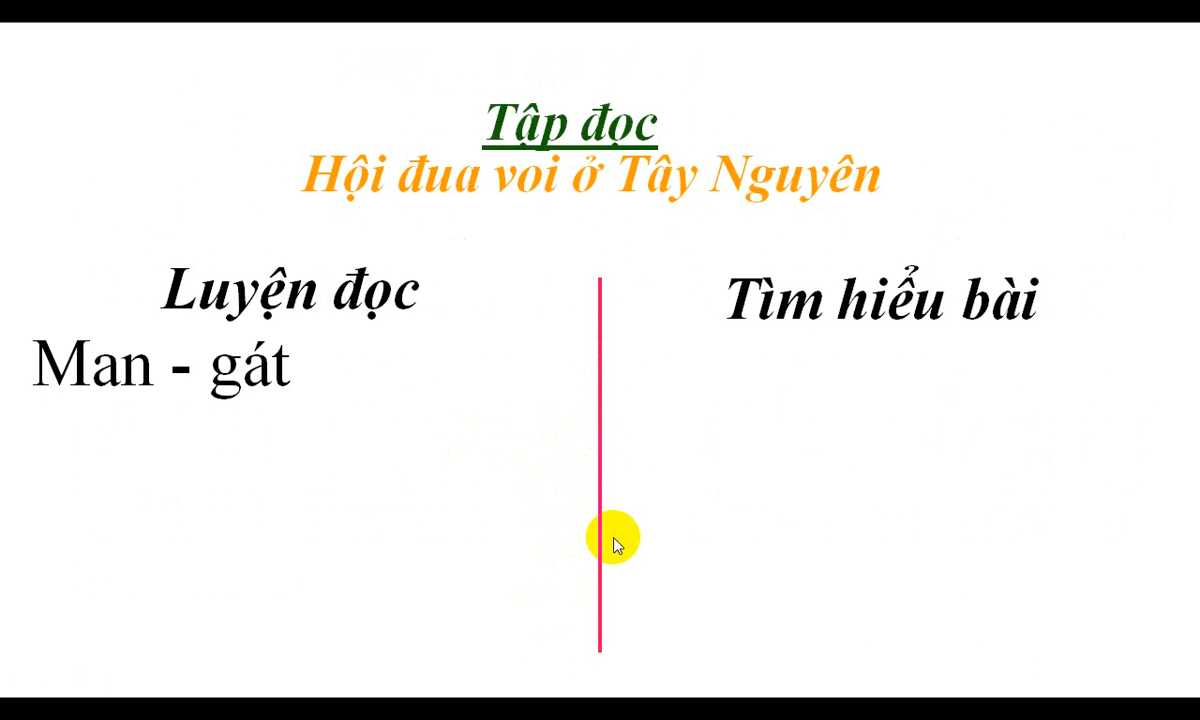 Tập đọc
Hội đua voi ở Tây Nguyên
Luyện đọc
Man - gát
Tìm hiểu bài